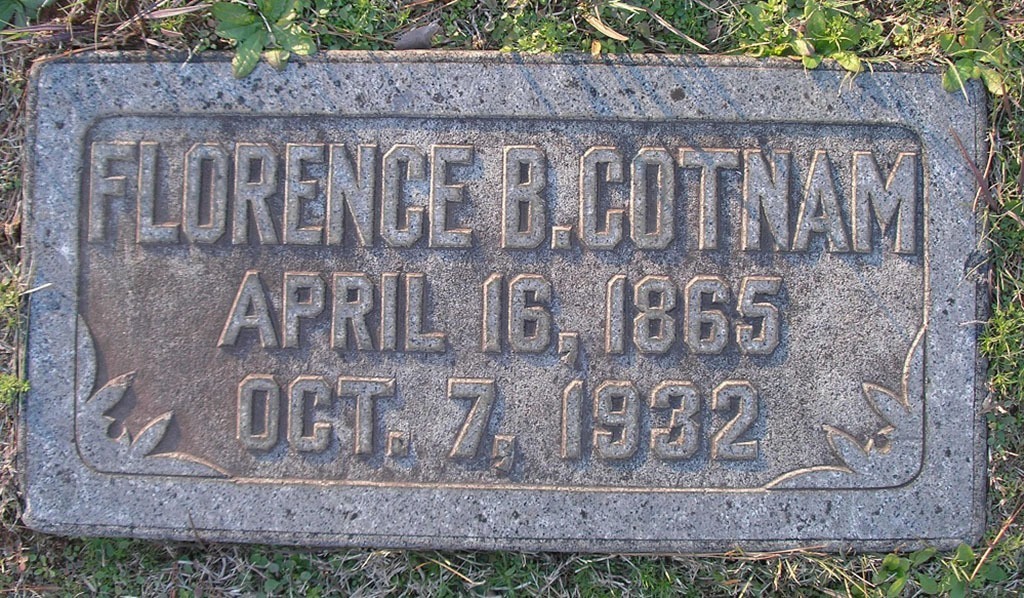 FLORENCE B. COTNAM
APRIL 16, 1865
OCT. 7, 1932